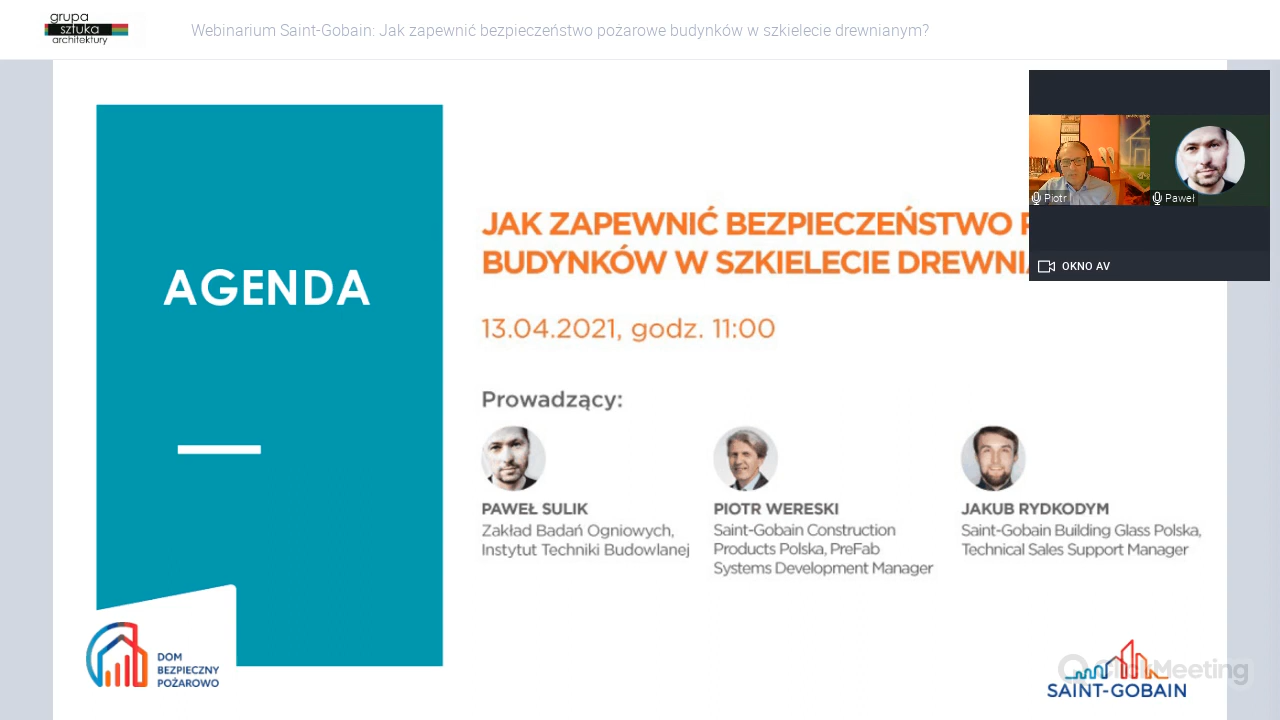 grupa
sztuka
architektury
Webinarium Saint-Gobain: Jak zapewnić bezpieczeństwo pożarowe budynków w szkielecie drewnianym?
AGENDA
JAK ZAPEWNIĆ BEZPIECZEŃSTWO
BUDYNKÓW W SZKIELECIE
13.04.2021, godz. 11:00
Prowadzący:
PAWEŁ SULIK
Zakład Badań Ogniowych,
Instytut Techniki Budowlanej
PIOTR WERESKI
Saint-Gobain Construction
Products Polska, PreFab
Systems Development Manager
JAKUB RYDKODYM
Saint-Gobain Building Glass Polska,
Technical Sales Support Manager
Piotr
Paweł
OKNO AV
DOM
BEZPIECZNY
POŻAROWO
ClickMeeting
SAINT-GOBAIN